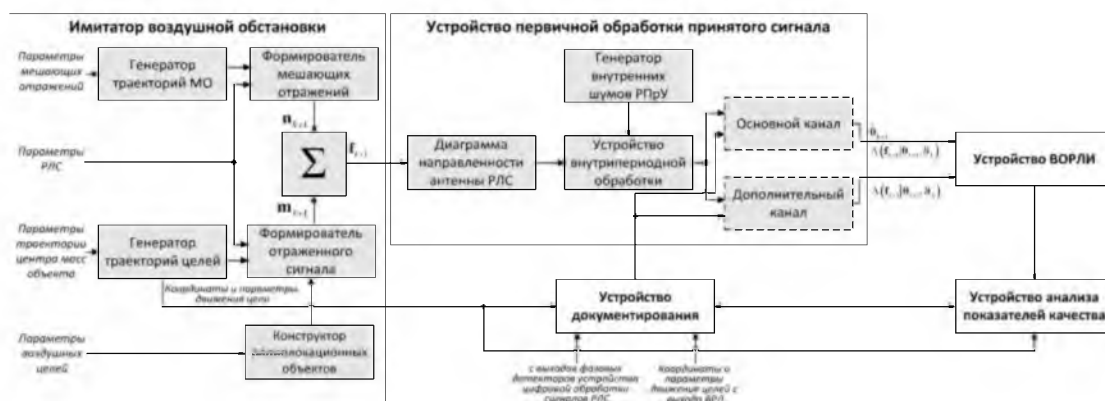 Имитатор воздушной обстановки
Параметры
мешающих
отражений
Генератор
траекторий МО
Формирователь
мешающих
отражений
Параметры
РЛС
Σ
Параметры
траектории
центра масс
объекта
Генератор
траекторий целей
Формирователь
отраженного
сигнала
Координаты и параметры
движения цели
Параметры
воздушных
целей
Конструктор
объектов
Устройство первичной обработки принятого сигнала
Генератор
внутренних
шумов РПрУ
Диаграмма
направленности
антенны РЛС
Устройство
внутрипериодной
обработки
Основной канал
Дополнительный
канал
Устройство ВОРЛИ
Устройство
документирования
Устройство анализа
показателей качества
с выходов фазовых
детекторов устройства
цифровой обработки
сигналов РЛС
Координаты и
параметры
движения целей с
выхода ВРЛ